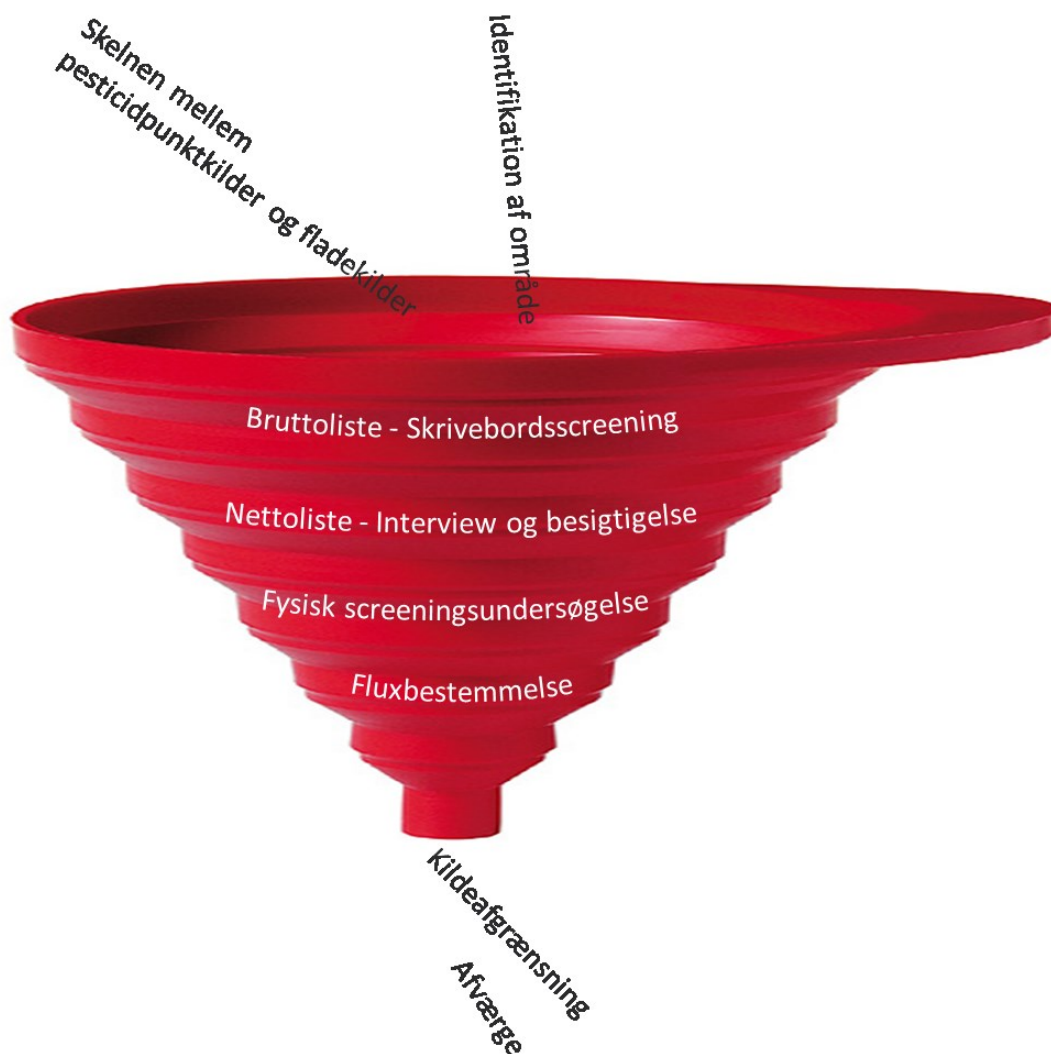 Skelnen mellem
pesticidpunktkilder og fladekilder
Identifikation af område
Bruttoliste - Skrivebordsscreening
Nettoliste - Interview og besigtigelse
Fysisk screeningsundersøgelse
Fluxbestemmelse
Kildeafgrænsning
Afværge